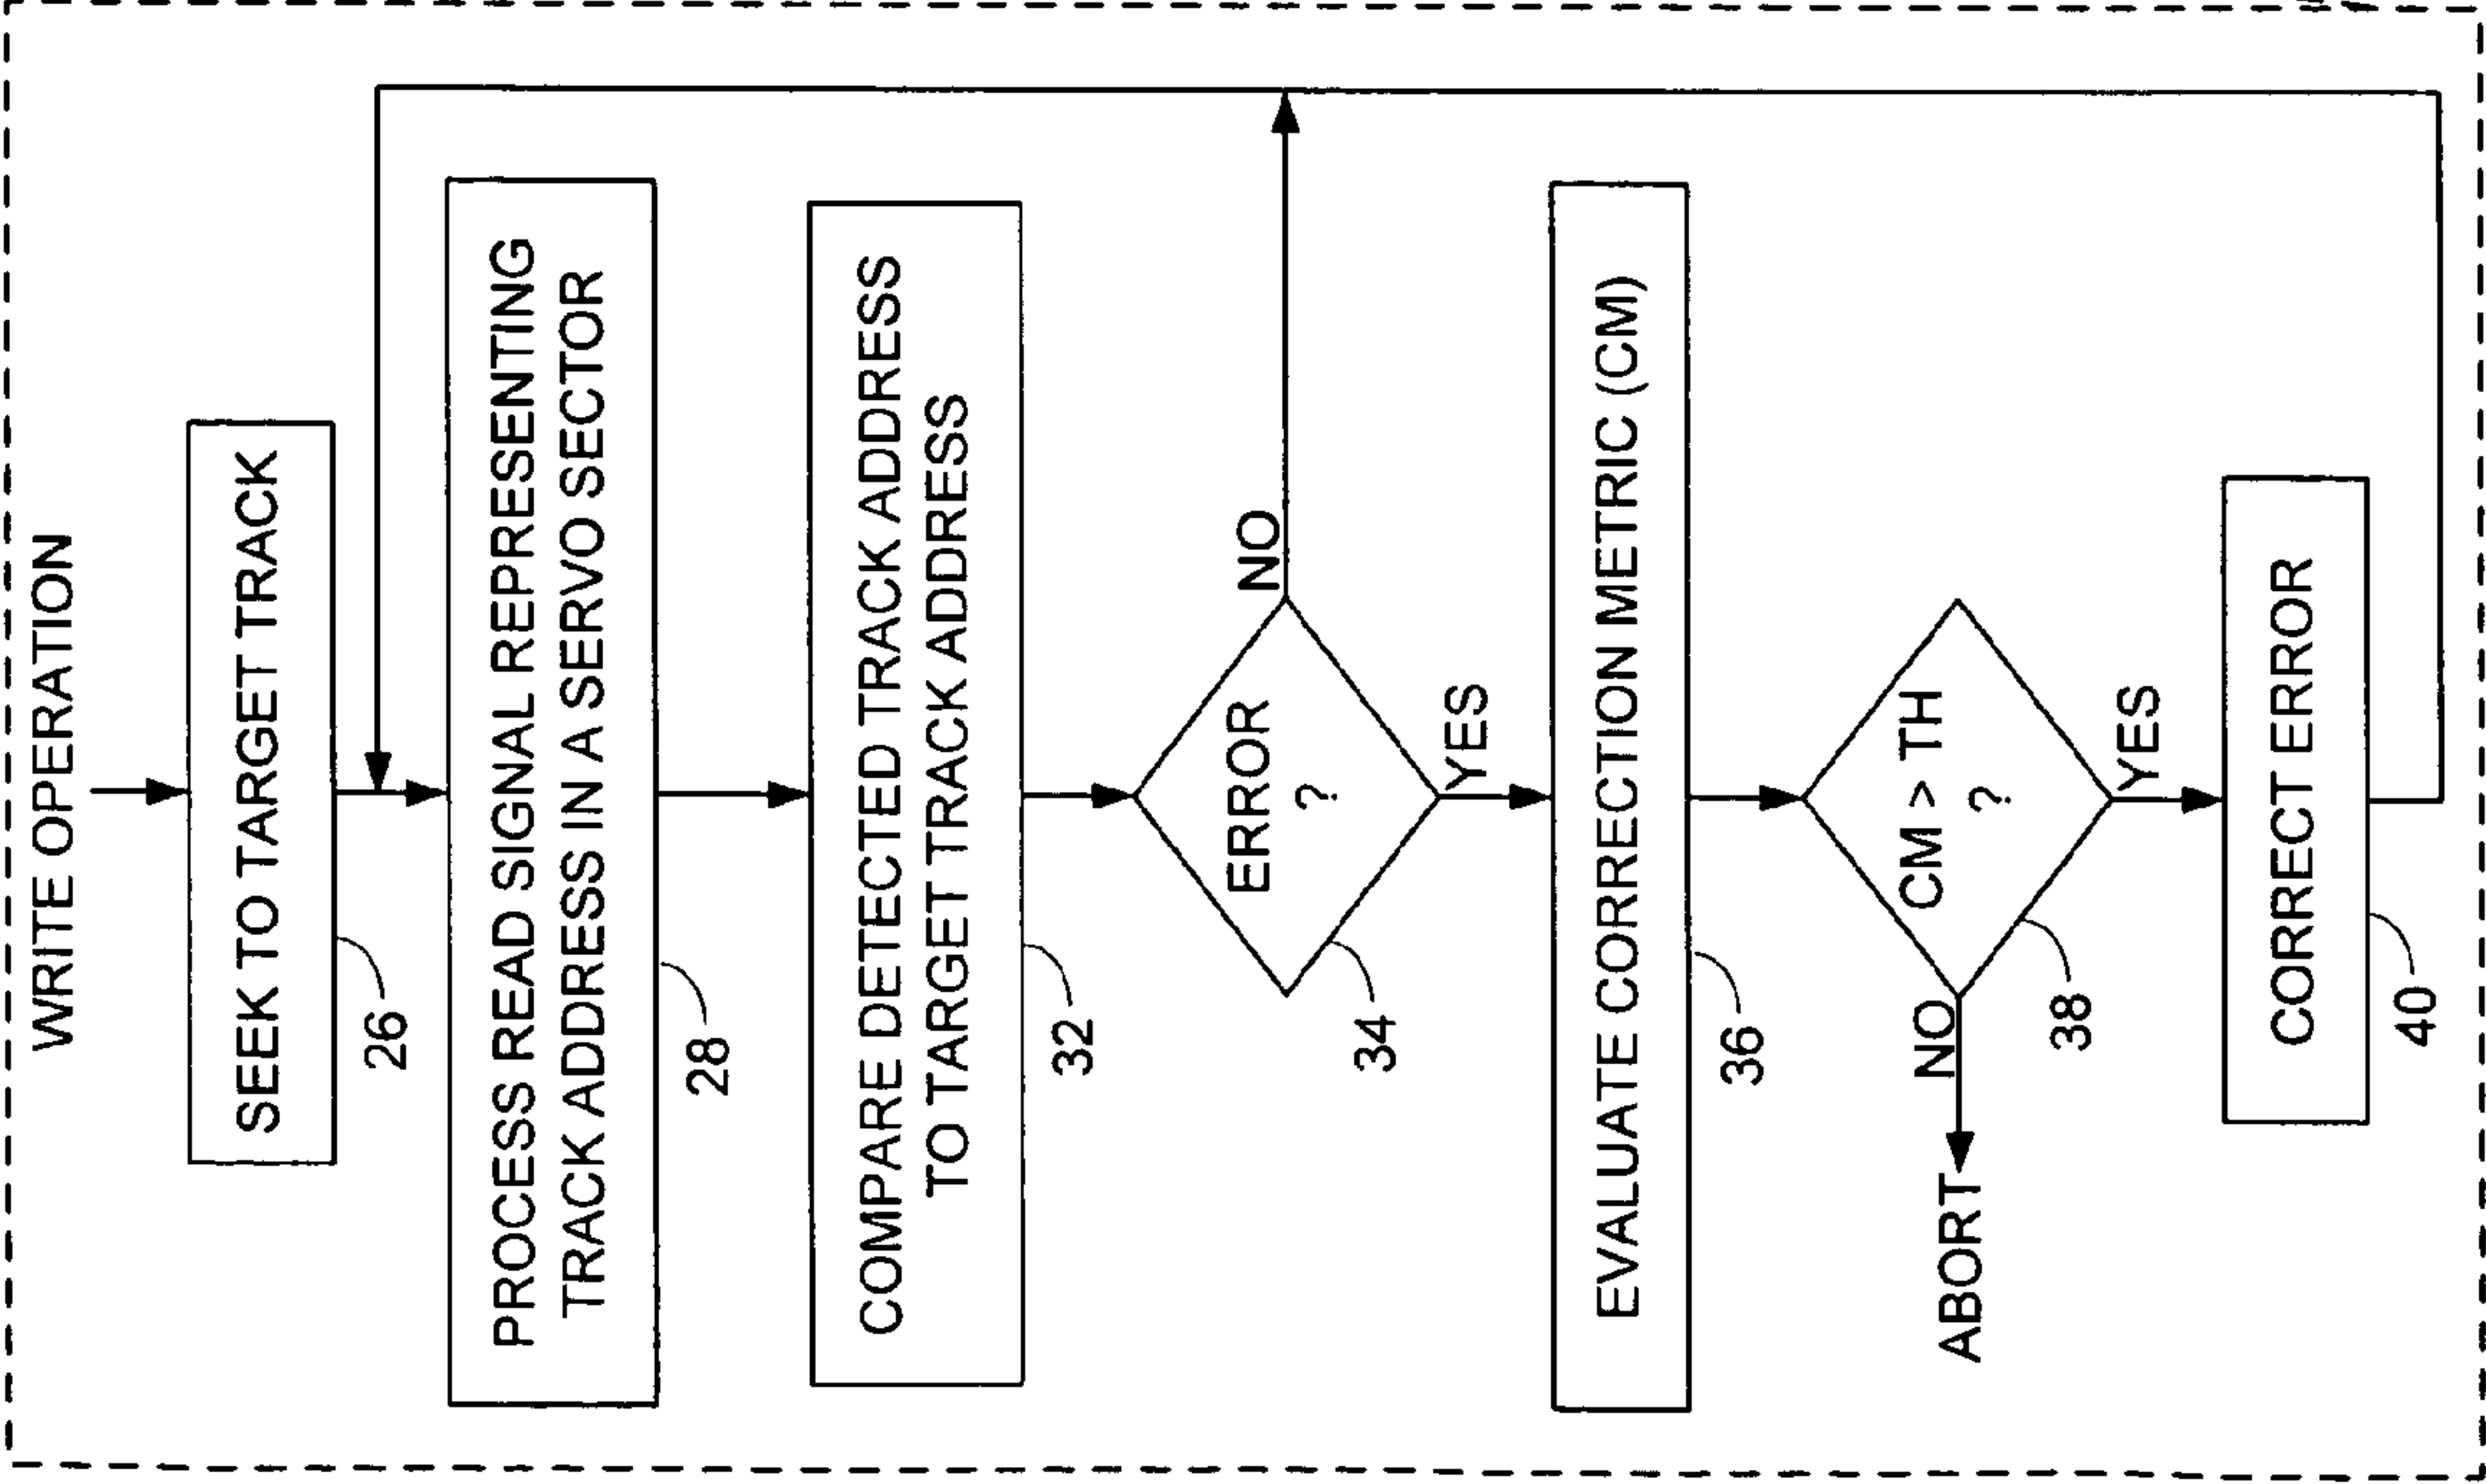 WRITE OPERATION
SEEK TO TARGET TRACK
26
PROCESS READ SIGNAL REPRESENTING
TRACK ADDRESS IN A SERVO SECTOR
28
COMPARE DETECTED TRACK ADDRESS
TO TARGET TRACK ADDRESS
32
ERROR
?
NO
34
YES
EVALUATE CORRECTION METRIC (CM)
36
CM > TH
?
NO
ABORT
38
YES
CORRECT ERROR
40